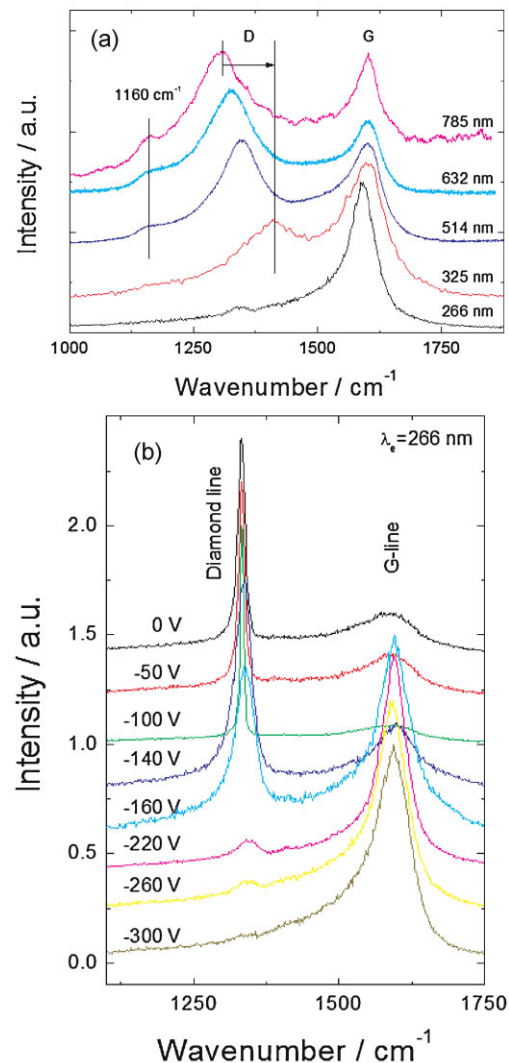 (a)
D
G
1160 cm⁻¹
785 nm
632 nm
514 nm
325 nm
266 nm
Intensity / a.u.
1000 1250 1500 1750
Wavenumber / cm⁻¹
(b)
λₑ=266 nm
Diamond line
G-line
2.0
1.5
1.0
0.5
0.0
0 V
-50 V
-100 V
-140 V
-160 V
-220 V
-260 V
-300 V
Intensity / a.u.
1250 1500 1750
Wavenumber / cm⁻¹